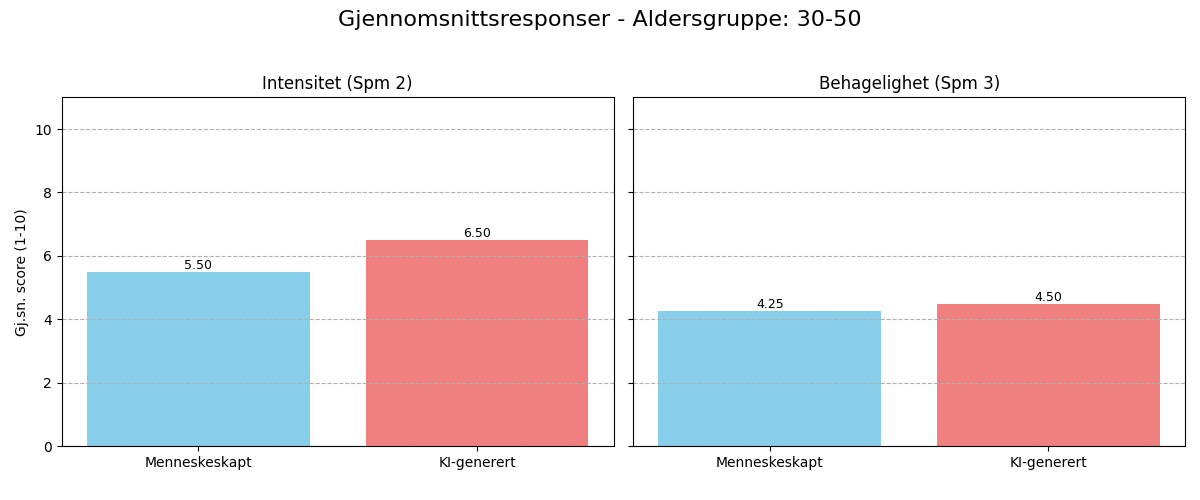 Gjennomsnittsresponser - Aldersgruppe: 30-50
Intensitet (Spm 2)
Gj.sn. score (1-10)
10
8
6
4
2
0
5.50
6.50
Menneskeskapt
KI-generert
Behagelighet (Spm 3)
4.25
4.50
Menneskeskapt
KI-generert